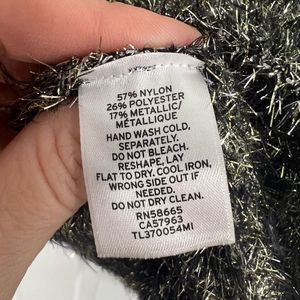 57% NYLON
26% POLYESTER
17% METALLIC/
MÉTALLIQUE
HAND WASH COLD,
SEPARATELY.
DO NOT BLEACH.
RESHAPE, LAY
FLAT TO DRY. COOL IRON,
WRONG SIDE OUT IF
NEEDED.
DO NOT DRY CLEAN.
RN58665
CA57963
TL370054MI